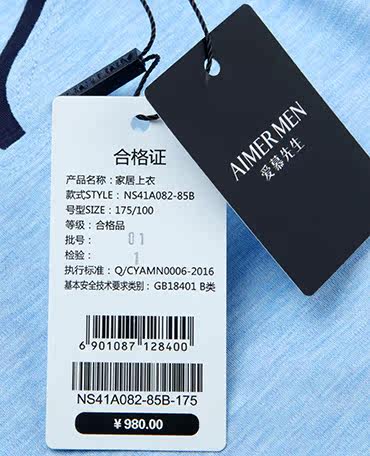 AIMER MEN
爱慕先生
合格证
产品名称：家居上衣
款式STYLE：NS41A082-85B
号型SIZE：175/100
等级：合格品
批号： 01
检验： 1
执行标准：Q/CYAMN0006-2016
基本安全技术要求类别：GB18401 B类
6 901087 128400
NS41A082-85B-175
￥980.00